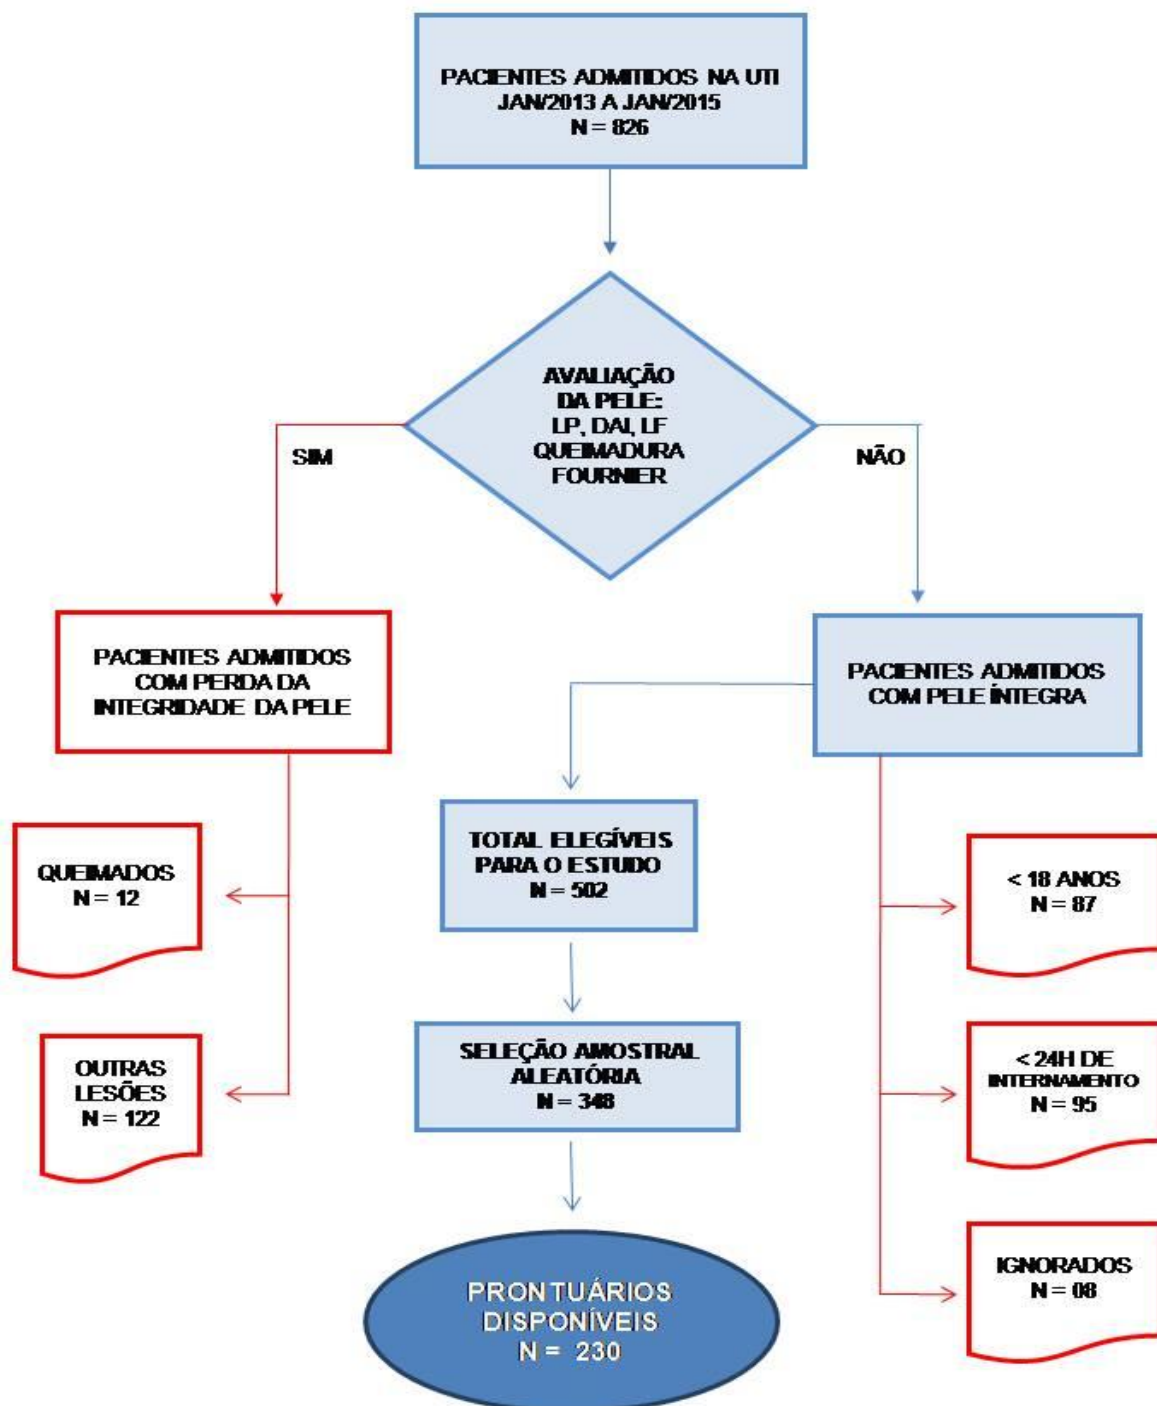 PACIENTES ADMITIDOS NA UTI
JAN/2013 A JAN/2015
N = 826
AVALIAÇÃO
DA PELE:
LP, DAI, LF
QUEIMADURA
FOURNIER
SIM
NÃO
PACIENTES ADMITIDOS
COM PERDA DA
INTEGRIDADE DA PELE
PACIENTES ADMITIDOS
COM PELE ÍNTEGRA
QUEIMADOS
N = 12
TOTAL ELEGÍVEIS
PARA O ESTUDO
N = 502
< 18 ANOS
N = 87
OUTRAS
LESÕES
N = 122
SELEÇÃO AMOSTRAL
ALEATÓRIA
N = 348
< 24H DE
INTERNAMENTO
N = 95
PRONTUÁRIOS
DISPONÍVEIS
N = 230
IGNORADOS
N = 08